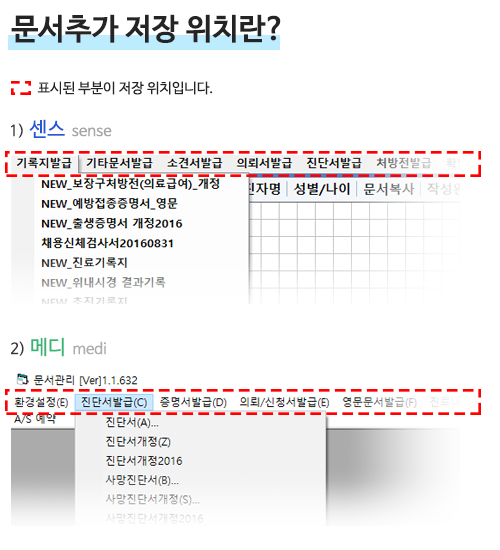 문서추가 저장 위치란?
표시된 부분이 저장 위치입니다.
1) 센스 sense
기록지발급 기타문서발급 소견서발급 의뢰서발급 진단서발급 처방전발급
NEW_보장구처방전(의료급여)_개정
진자명 성별/나이 문서복사 작성일
NEW_예방접종증명서_영문
NEW_출생증명서 개정2016
채용신체검사서20160831
NEW_진료기록지
NEW_위내시경 결과기록
NEW_초진기록지
2) 메디 medi
문서관리 [Ver]1.1.632
환경설정(E) 진단서발급(C) 증명서발급(D) 의뢰/신청서발급(E) 영문문서발급(F)
A/S 예약
진단서(A)...
진단서개정(Z)
진단서개정2016
사망진단서(B)...
사망진단서개정(S)...
사망진단서개정2016